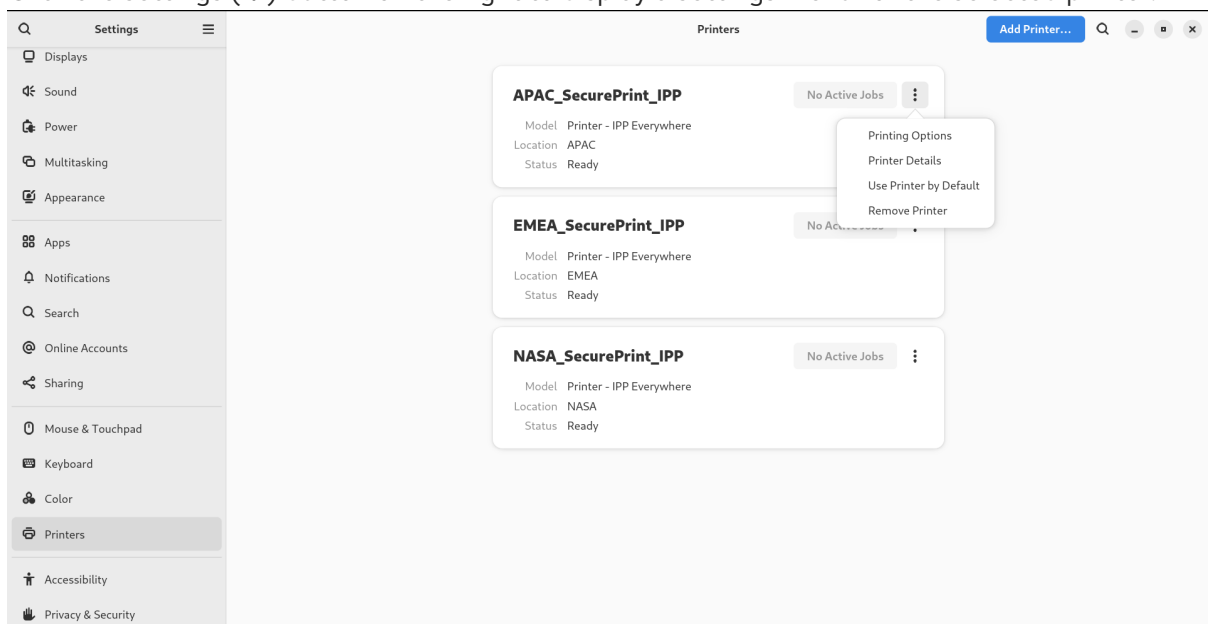 Settings
Printers
Add Printer...
Displays
Sound
Power
Multitasking
Appearance
Apps
Notifications
Search
Online Accounts
Sharing
Mouse & Touchpad
Keyboard
Color
Printers
Accessibility
Privacy & Security
APAC_SecurePrint_IPP
No Active Jobs
Model Printer - IPP Everywhere
Location APAC
Status Ready
Printing Options
Printer Details
Use Printer by Default
Remove Printer
EMEA_SecurePrint_IPP
Model Printer - IPP Everywhere
Location EMEA
Status Ready
NASA_SecurePrint_IPP
No Active Jobs
Model Printer - IPP Everywhere
Location NASA
Status Ready